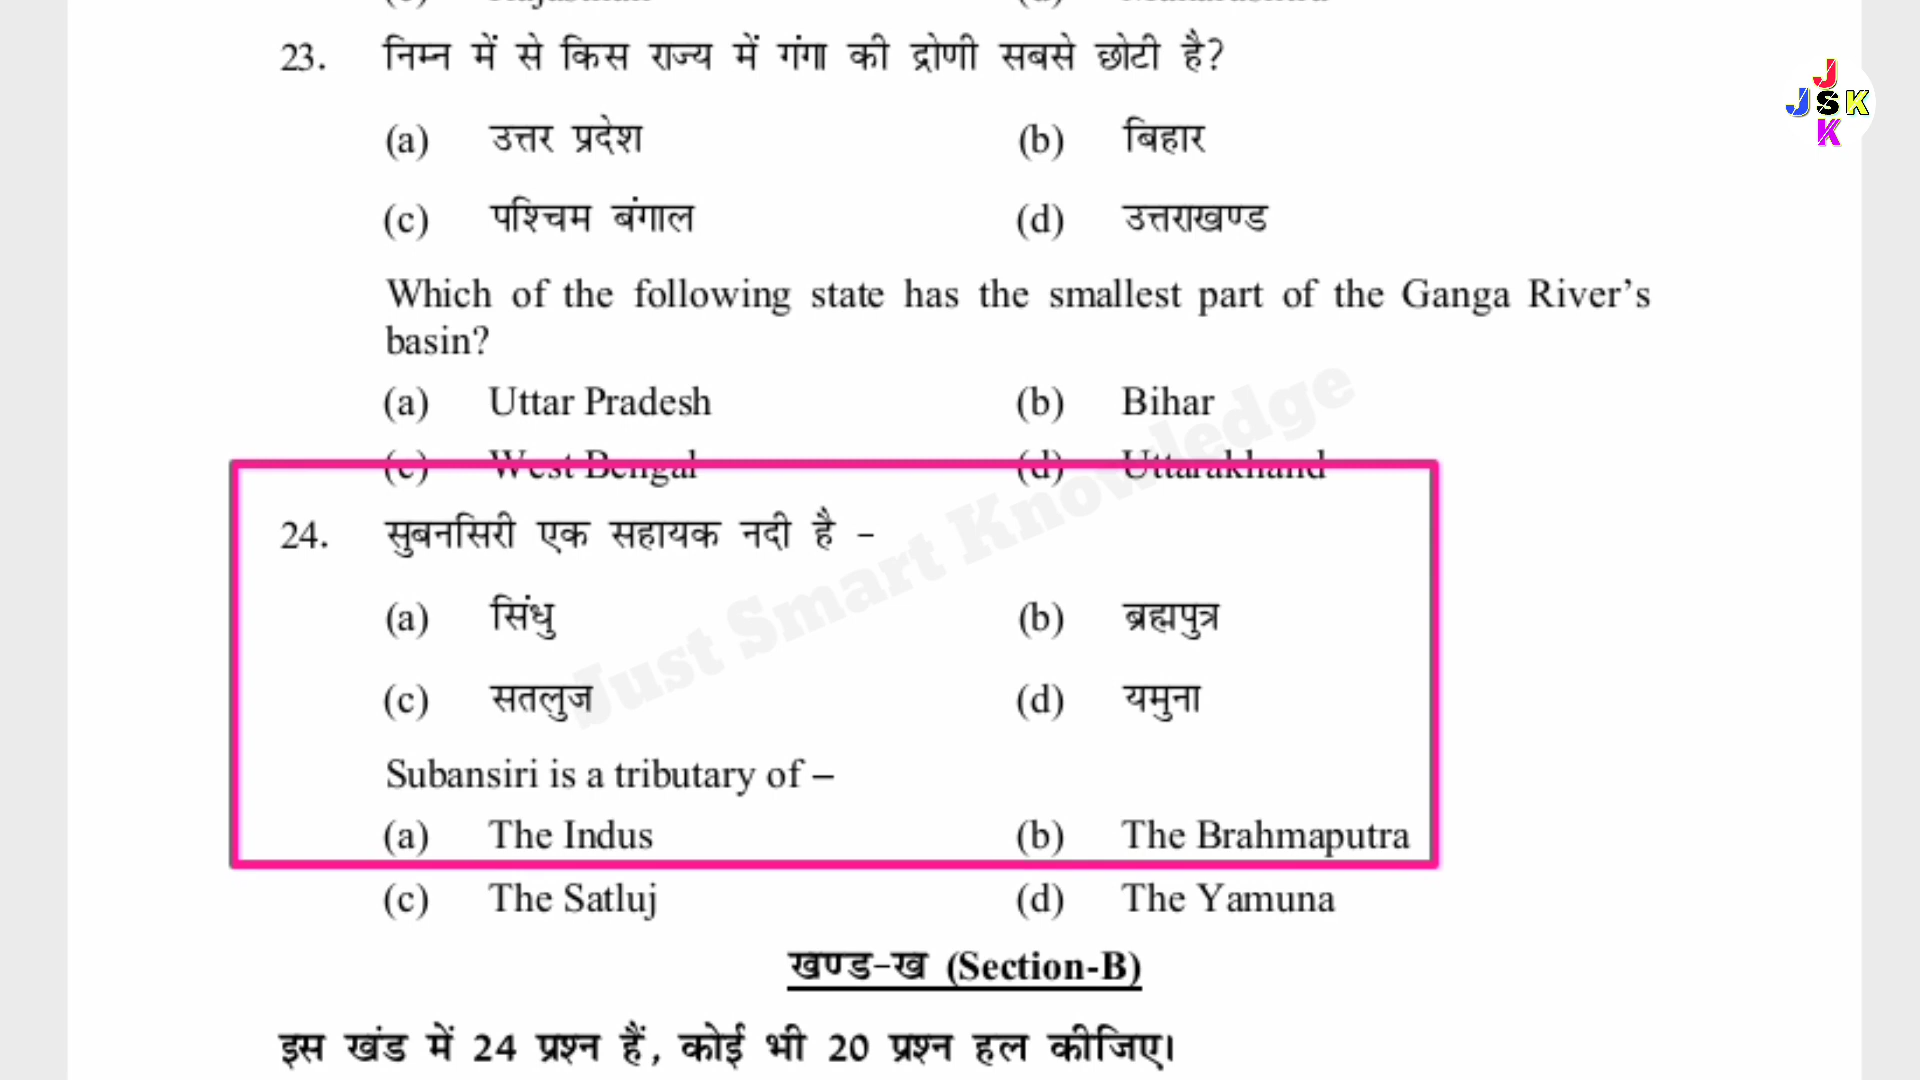 23. निम्न में से किस राज्य में गंगा की द्रोणी सबसे छोटी है?
(a) उत्तर प्रदेश (b) बिहार
(c) पश्चिम बंगाल (d) उत्तराखण्ड
Which of the following state has the smallest part of the Ganga River's
basin?
(a) Uttar Pradesh (b) Bihar
(c) West Bengal (d) Uttarakhand
24. सुबनसिरी एक सहायक नदी है –
(a) सिंधु (b) ब्रह्मपुत्र
(c) सतलुज (d) यमुना
Subansiri is a tributary of –
(a) The Indus (b) The Brahmaputra
(c) The Satluj (d) The Yamuna
खण्ड-ख (Section-B)
इस खंड में 24 प्रश्न हैं, कोई भी 20 प्रश्न हल कीजिए।
Just Smart Knowledge
J
J S K
K